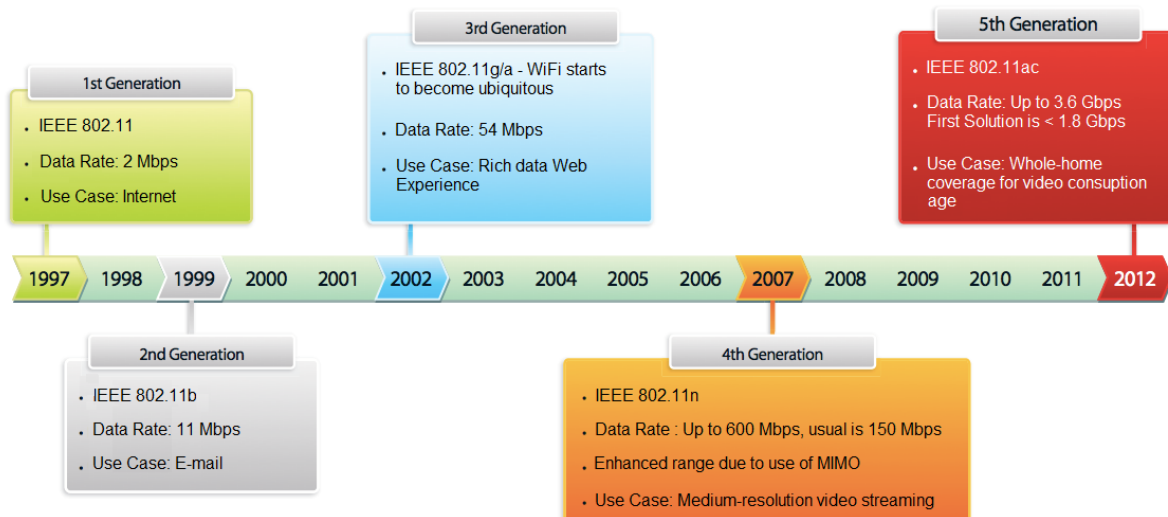 1st Generation
• IEEE 802.11
• Data Rate: 2 Mbps
• Use Case: Internet
3rd Generation
• IEEE 802.11g/a - WiFi starts
to become ubiquitous
• Data Rate: 54 Mbps
• Use Case: Rich data Web
Experience
5th Generation
• IEEE 802.11ac
• Data Rate: Up to 3.6 Gbps
First Solution is < 1.8 Gbps
• Use Case: Whole-home
coverage for video consuption
age
1997 1998 1999 2000 2001 2002 2003 2004 2005 2006 2007 2008 2009 2010 2011 2012
2nd Generation
• IEEE 802.11b
• Data Rate: 11 Mbps
• Use Case: E-mail
4th Generation
• IEEE 802.11n
• Data Rate : Up to 600 Mbps, usual is 150 Mbps
• Enhanced range due to use of MIMO
• Use Case: Medium-resolution video streaming